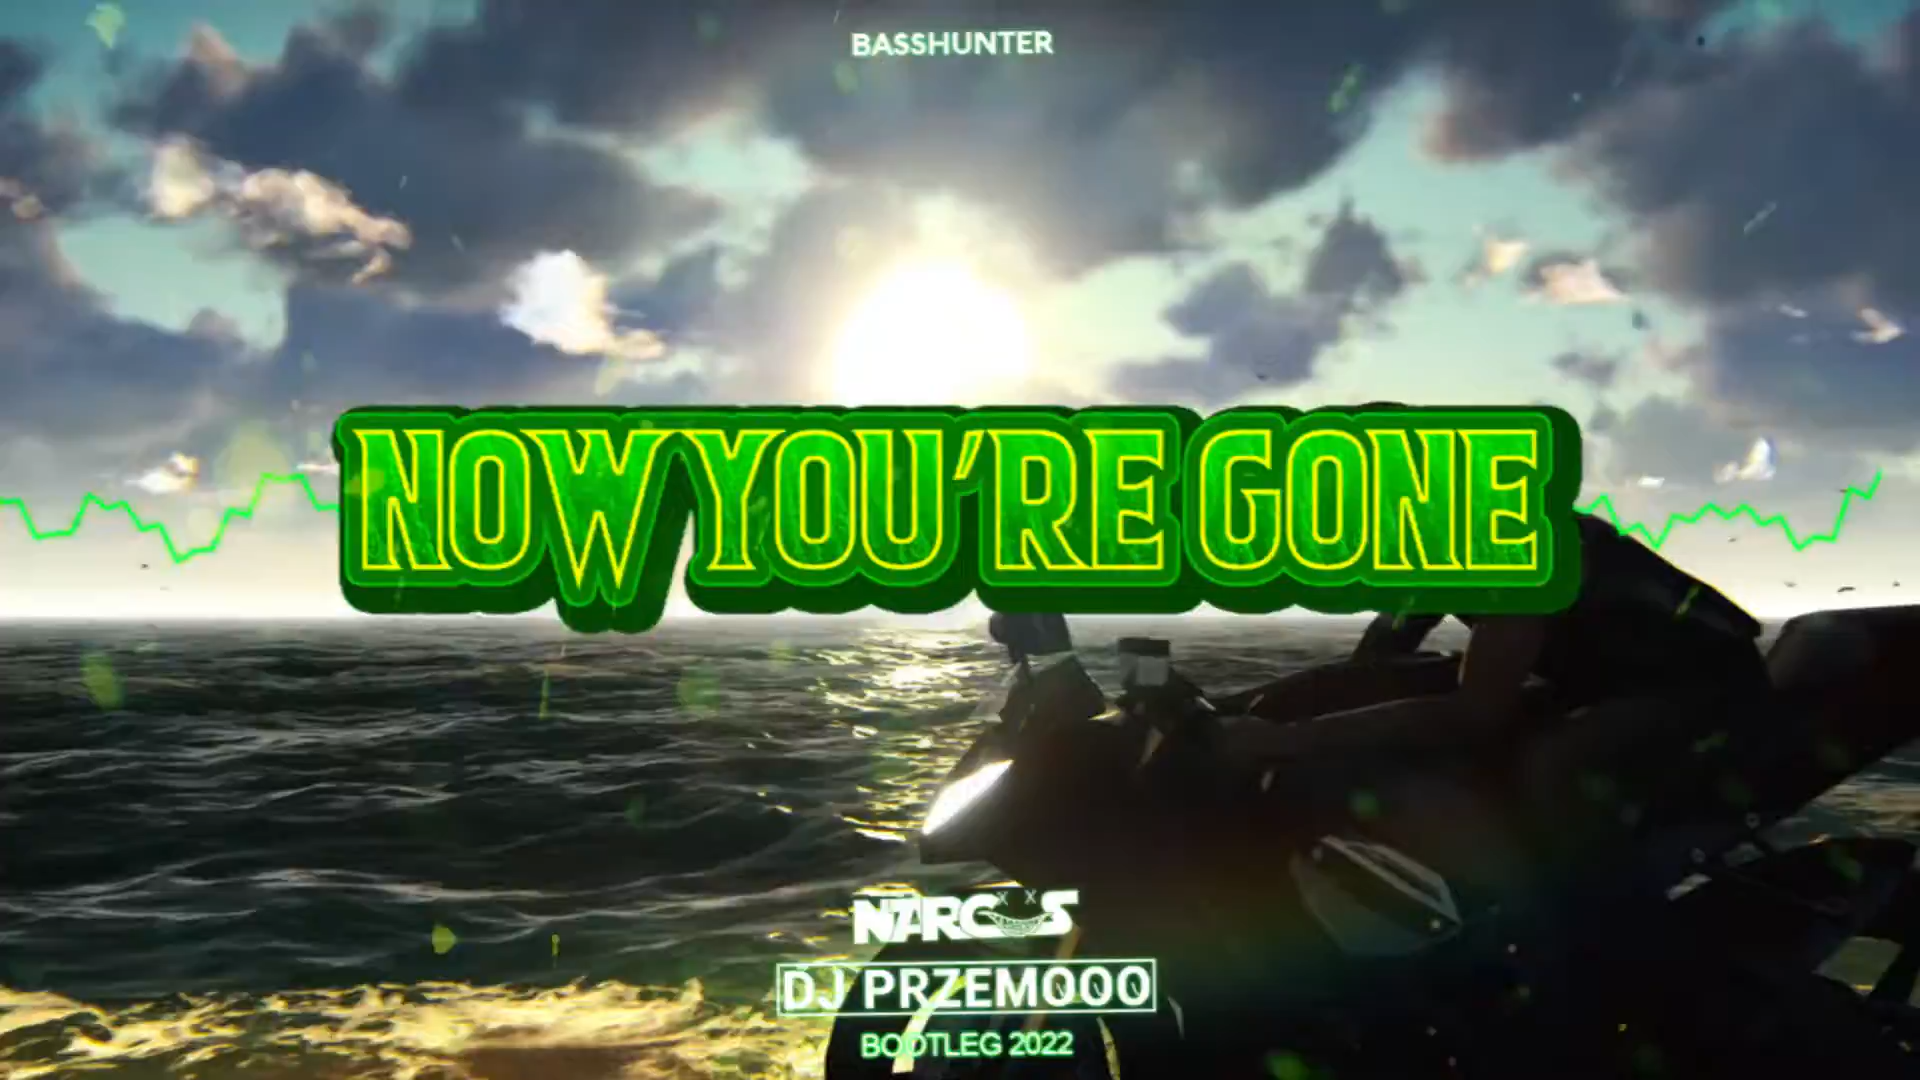 BASSHUNTER
NOW YOU'RE GONE
NARCOS
DJ PRZEMOOO
BOOTLEG 2022